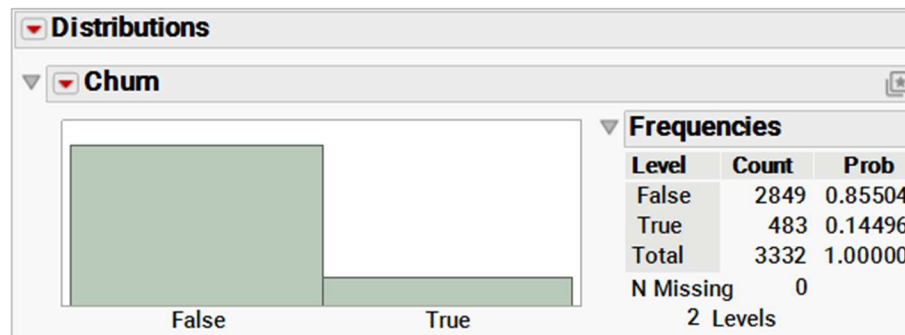 Distributions
Churn
False True
Frequencies
Level Count Prob
False 2849 0.85504
True 483 0.14496
Total 3332 1.00000
N Missing 0
2 Levels